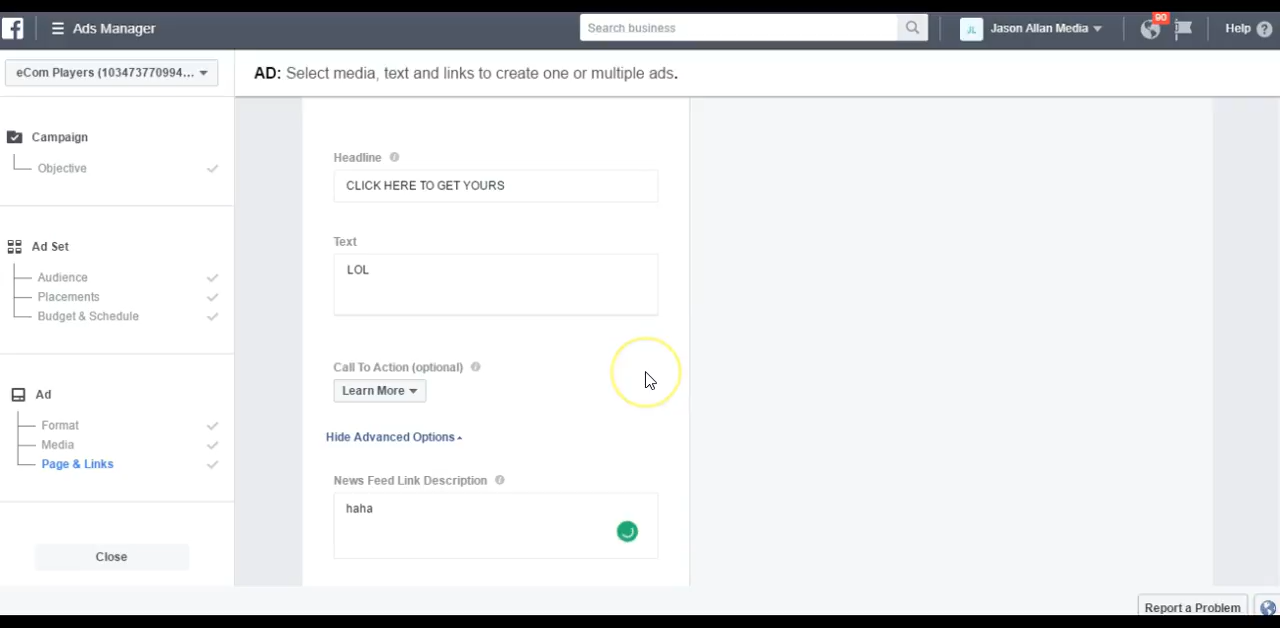 Ads Manager
Search business
JL
Jason Allan Media
90
Help
eCom Players (103473770994...
AD: Select media, text and links to create one or multiple ads.
Campaign
Objective
Ad Set
Audience
Placements
Budget & Schedule
Ad
Format
Media
Page & Links
Close
Headline
CLICK HERE TO GET YOURS
Text
LOL
Call To Action (optional)
Learn More
Hide Advanced Options
News Feed Link Description
haha
Report a Problem